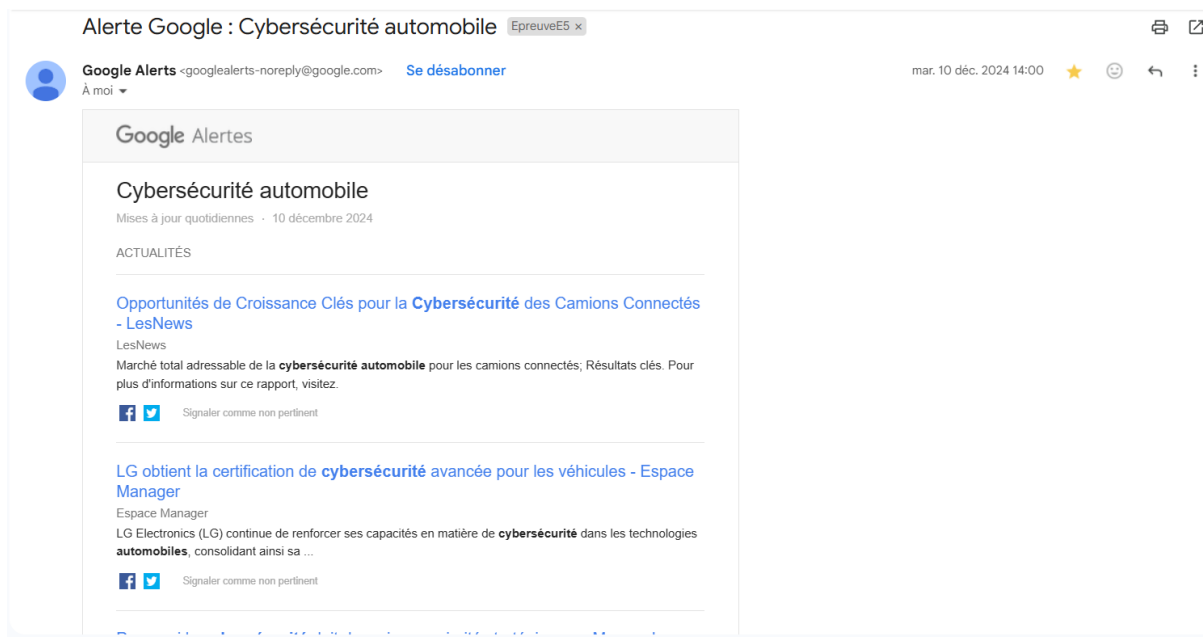 Alerte Google : Cybersécurité automobile EpreuveE5 ×
Google Alerts <googlealerts-noreply@google.com> Se désabonner mar. 10 déc. 2024 14:00
À moi
Google Alertes
Cybersécurité automobile
Mises à jour quotidiennes · 10 décembre 2024
ACTUALITÉS
Opportunités de Croissance Clés pour la Cybersécurité des Camions Connectés
- LesNews
LesNews
Marché total adressable de la cybersécurité automobile pour les camions connectés; Résultats clés. Pour
plus d'informations sur ce rapport, visitez.
Signaler comme non pertinent
LG obtient la certification de cybersécurité avancée pour les véhicules - Espace
Manager
Espace Manager
LG Electronics (LG) continue de renforcer ses capacités en matière de cybersécurité dans les technologies
automobiles, consolidant ainsi sa ...
Signaler comme non pertinent